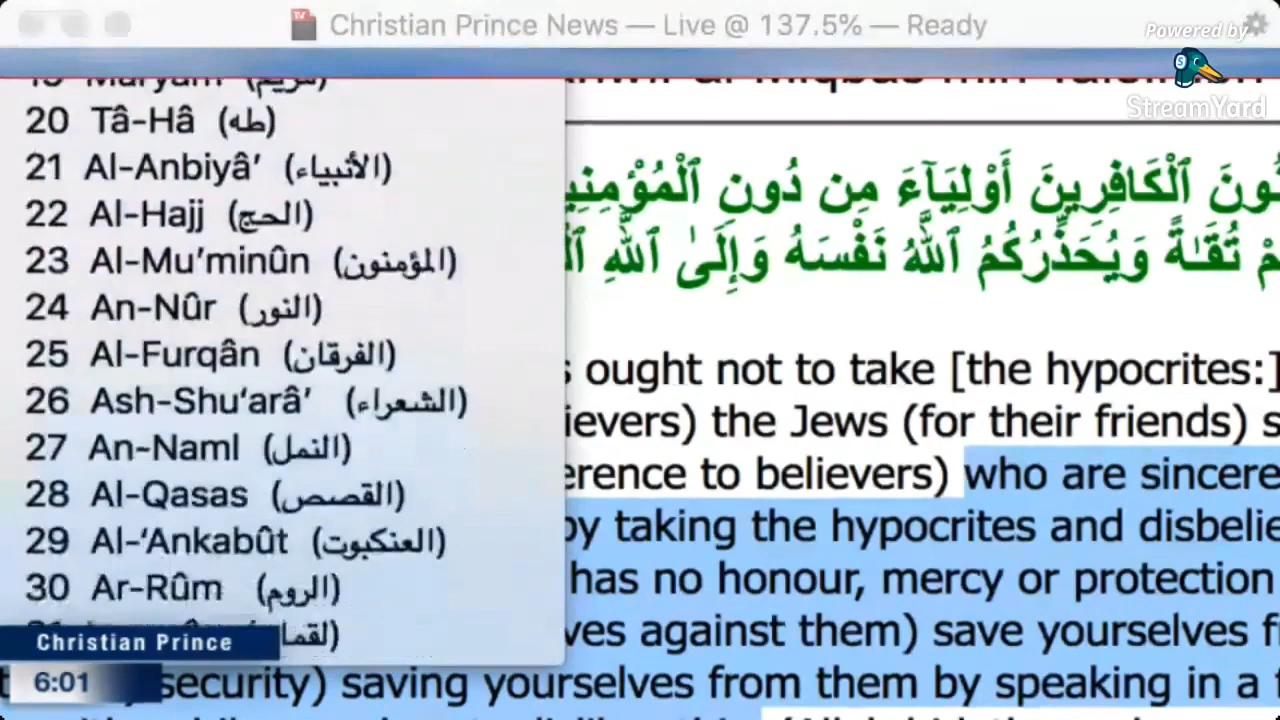 Christian Prince News — Live @ 137.5% — Ready
Powered by
StreamYard
Maryam (مريم)
20 Tâ-Hâ (طه)
21 Al-Anbiyâ’ (الأنبياء)
22 Al-Hajj (الحج)
23 Al-Mu’minûn (المؤمنون)
24 An-Nûr (النور)
25 Al-Furqân (الفرقان)
26 Ash-Shu‘arâ’ (الشعراء)
27 An-Naml (النمل)
28 Al-Qasas (القصص)
29 Al-‘Ankabût (العنكبوت)
30 Ar-Rûm (الروم)
ٱلْكَافِرِينَ أَوْلِيَآءَ مِن دُونِ
تُقَـٰةً وَيُحَذِّرُكُمُ ٱللَّهُ نَفْسَهُ وَإِلَىٰ ٱللَّهِ
ought not to take [the hypocrites:]
ievers) the Jews (for their friends) s
erence to believers) who are sincere
by taking the hypocrites and disbelie
has no honour, mercy or protection
ves against them) save yourselves f
security) saving yourselves from them by speaking in a f
Christian Prince
6:01